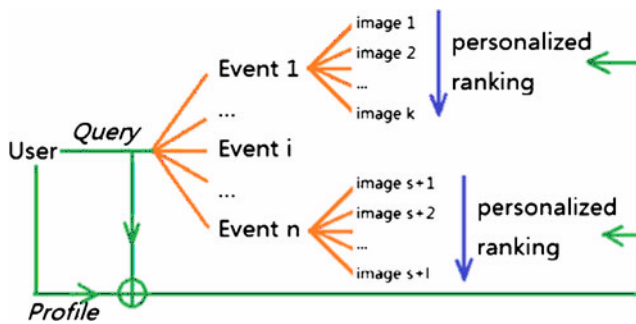 image 1
image 2
...
image k
personalized
ranking
Event 1
...
Query
User
Event i
...
Event n
image s+1
image s+2
...
image s+l
personalized
ranking
Profile